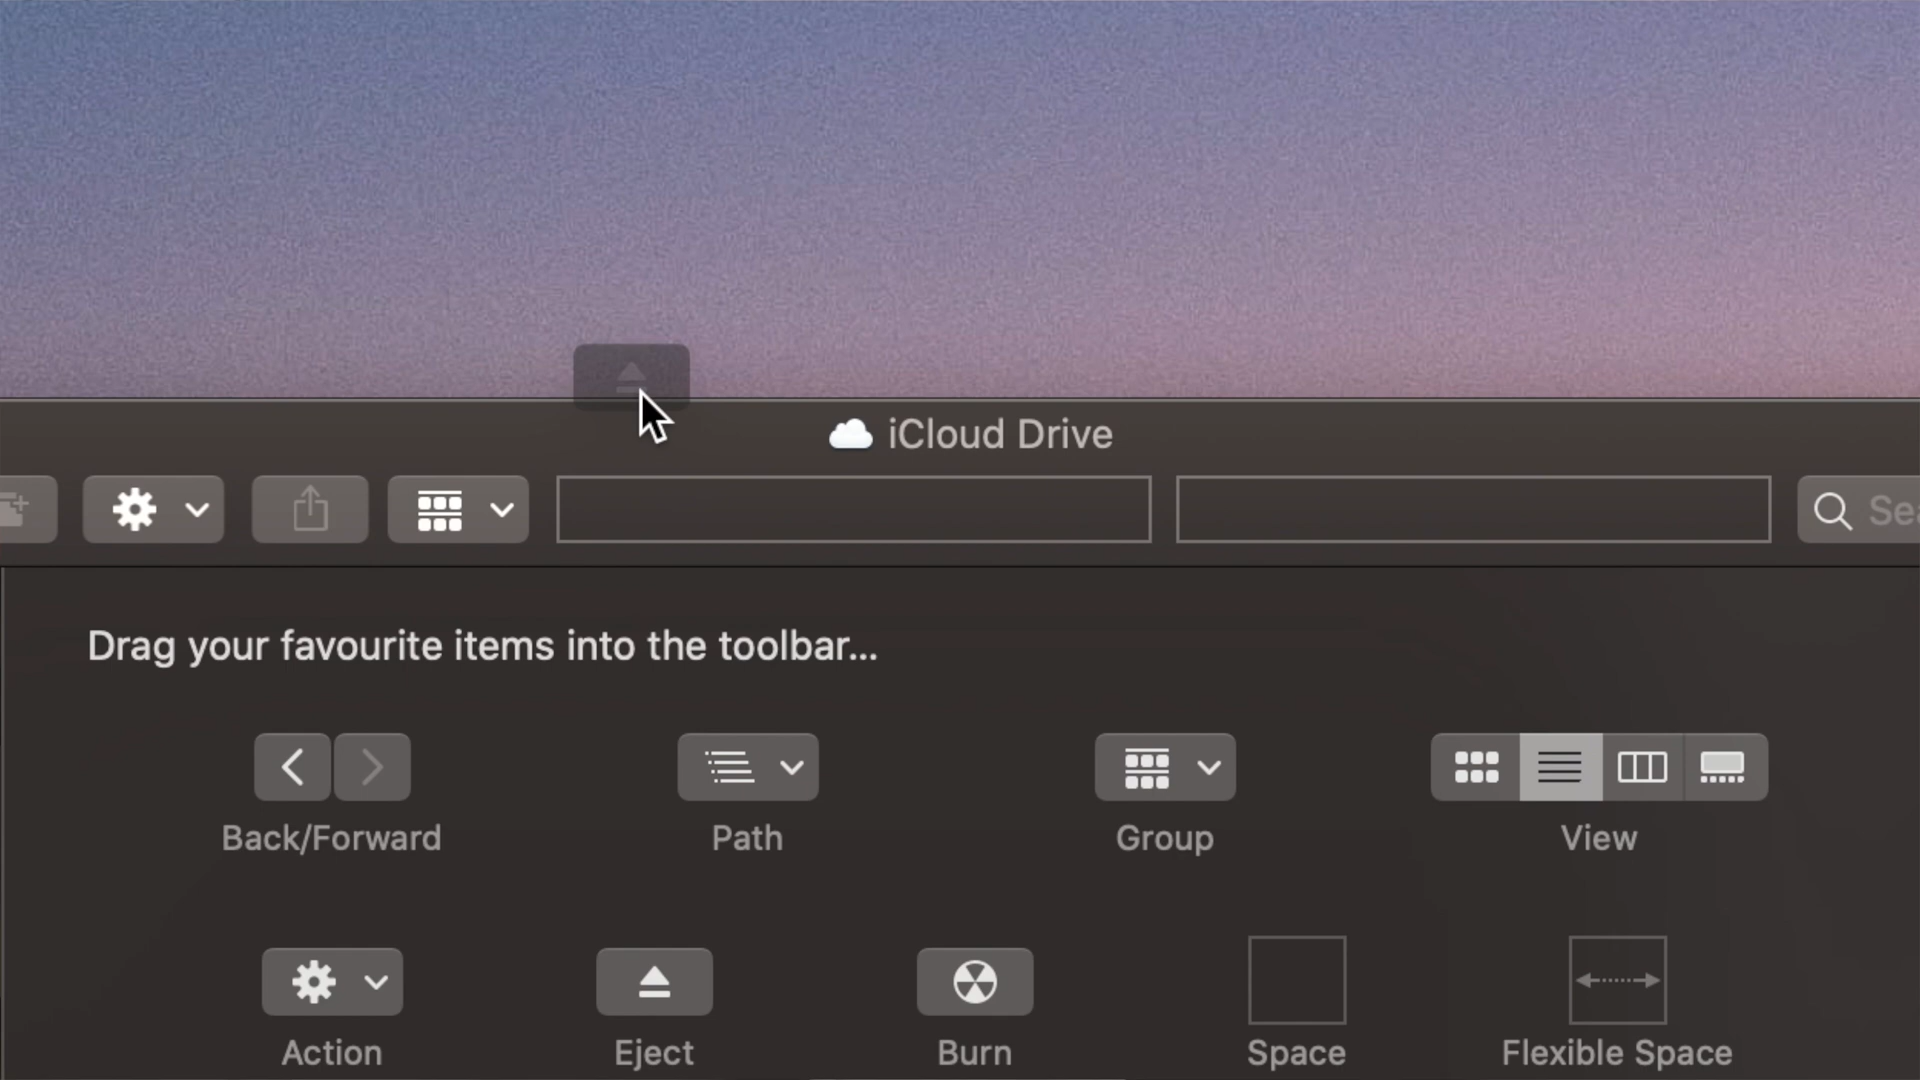 iCloud Drive
Sea
Drag your favourite items into the toolbar...
Back/Forward
Path
Group
View
Action
Eject
Burn
Space
Flexible Space